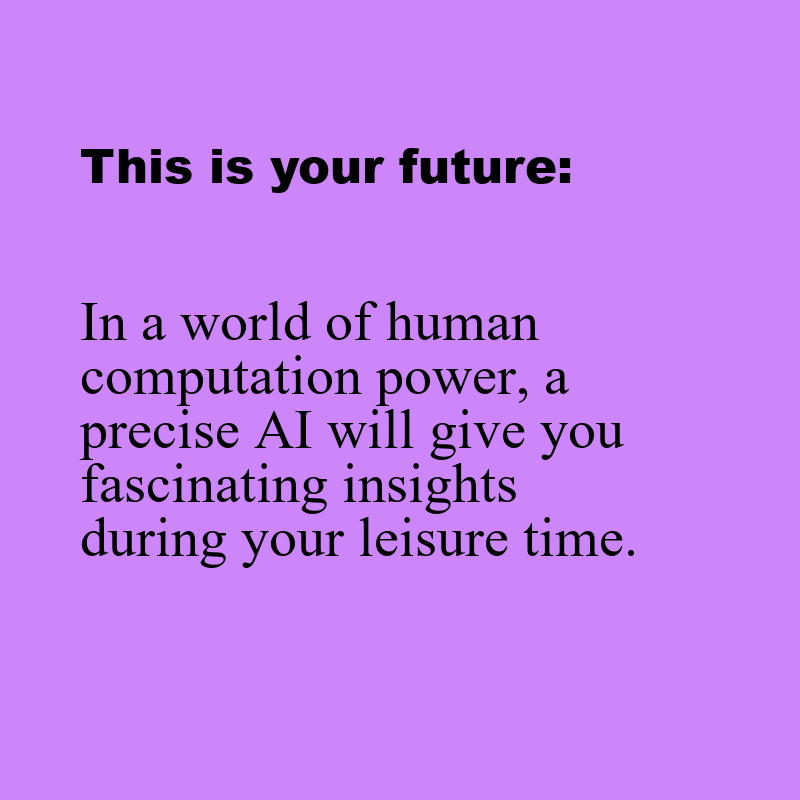 This is your future:
In a world of human
computation power, a
precise AI will give you
fascinating insights
during your leisure time.